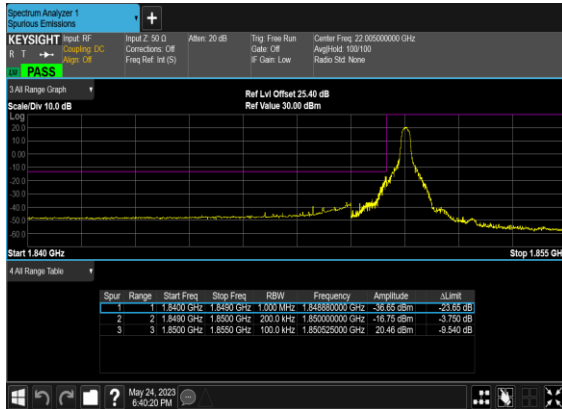 Spectrum Analyzer 1
Spurious Emissions
+
KEYSIGHT Input: RF Input Z: 50 Ω Atten: 20 dB Trig: Free Run Center Freq: 22.005000000 GHz
R T Coupling: DC Corrections: Off Gate: Off Avg|Hold: 100/100
Align: Off Freq Ref: Int (S) IF Gain: Low Radio Std: None
LXI PASS
3 All Range Graph
Ref Lvl Offset 25.40 dB
Scale/Div 10.0 dB Ref Value 30.00 dBm
Log
20.0
10.0
0.00
-10.0
-20.0
-30.0
-40.0
-50.0
-60.0
Start 1.840 GHz Stop 1.855 GH
4 All Range Table
Spur Range Start Freq Stop Freq RBW Frequency Amplitude ΔLimit
1 1 1.8400 GHz 1.8490 GHz 1.000 MHz 1.848880000 GHz -36.65 dBm -23.65 dB
2 2 1.8490 GHz 1.8500 GHz 200.0 kHz 1.850000000 GHz -16.75 dBm -3.750 dB
3 3 1.8500 GHz 1.8550 GHz 100.0 kHz 1.850525000 GHz 20.46 dBm -9.540 dB
? May 24, 2023
6:40:20 PM